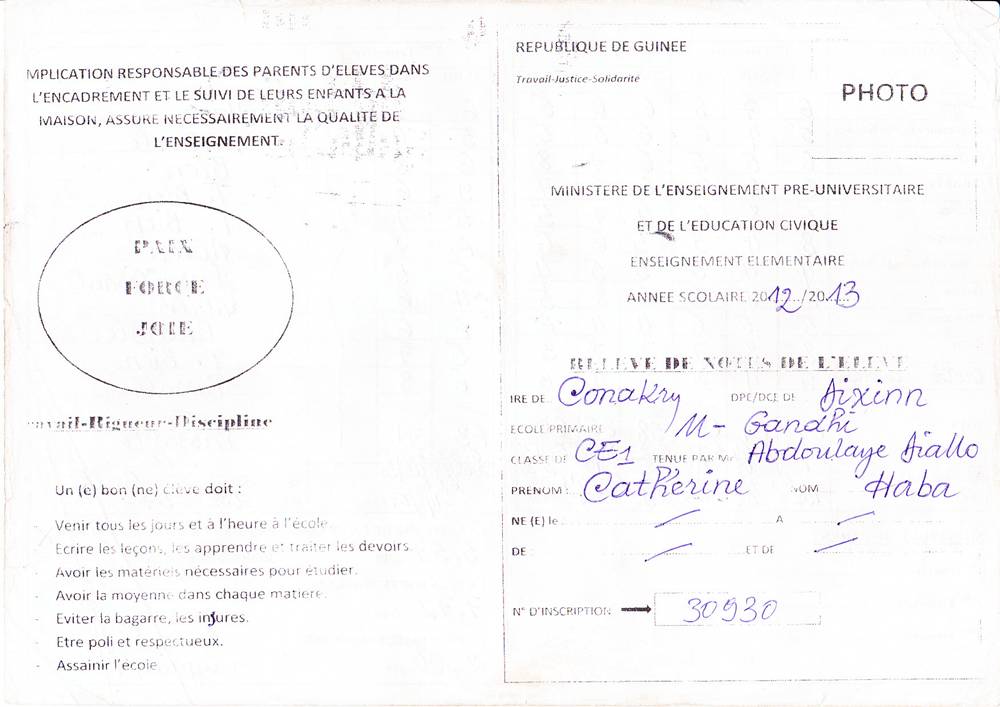 MPLICATION RESPONSABLE DES PARENTS D'ELEVES DANS
L'ENCADREMENT ET LE SUIVI DE LEURS ENFANTS A LA
MAISON, ASSURE NECESSAIREMENT LA QUALITE DE
L'ENSEIGNEMENT.
PAIX
FORCE
JOIE
avail-Rigueur-Discipline
Un (e) bon (ne) élève doit :
- Venir tous les jours et à l'heure à l'école
- Ecrire les leçons, les apprendre et traiter les devoirs.
- Avoir les matériels nécessaires pour étudier.
- Avoir la moyenne dans chaque matière.
- Eviter la bagarre, les injures.
- Etre poli et respectueux.
- Assainir l'école
REPUBLIQUE DE GUINEE
Travail-Justice-Solidarité
PHOTO
MINISTERE DE L'ENSEIGNEMENT PRE-UNIVERSITAIRE
ET DE L'EDUCATION CIVIQUE
ENSEIGNEMENT ELEMENTAIRE
ANNEE SCOLAIRE 2012/2013
RELEVE DE NOTES DE L'ELEVE
IRE DE Conakry DPE/DCE DE Dixinn
ECOLE PRIMAIRE M- Gandhi
CLASSE DE CE1 TENUE PAR Mr Abdoulaye Diallo
PRENOM : Cathérine NOM Haba
NE (E) le A
DE ET DE
N° D'INSCRIPTION 30930